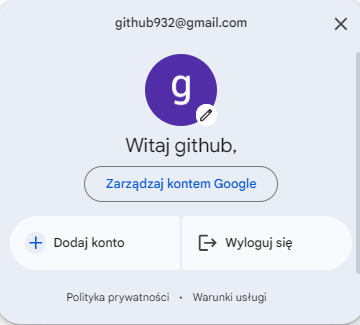 github932@gmail.com
g
Witaj github,
Zarządzaj kontem Google
Dodaj konto
Wyloguj się
Polityka prywatności • Warunki usługi